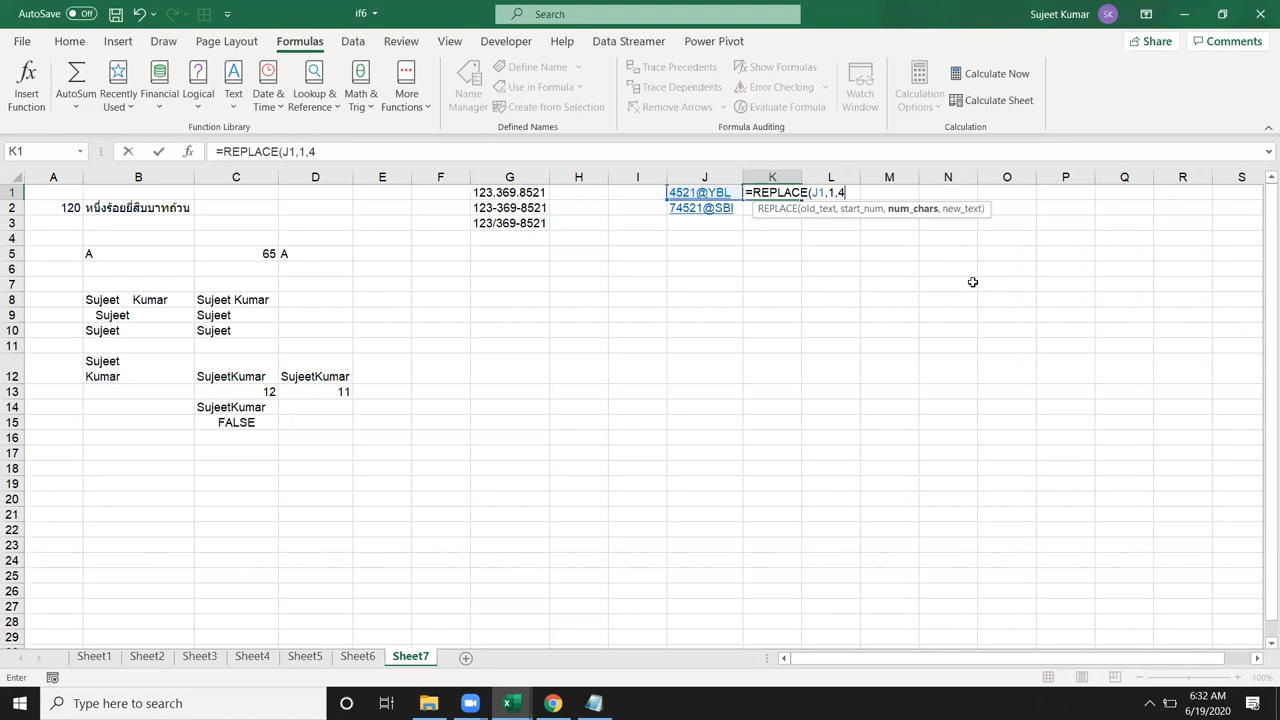 AutoSave Off if6 Search Sujeet Kumar SK
File Home Insert Draw Page Layout Formulas Data Review View Developer Help Data Streamer Power Pivot Share Comments
fx Σ θ
Insert Function AutoSum Recently Used Financial Logical Text Date & Time Lookup & Reference Math & Trig More Functions
Name Manager Define Name Use in Formula Create from Selection
Trace Precedents Trace Dependents Remove Arrows Show Formulas Error Checking Evaluate Formula Watch Window
Calculation Options Calculate Now Calculate Sheet
Function Library Defined Names Formula Auditing Calculation
K1 fx =REPLACE(J1,1,4
A B C D E F G H I J K L M N O P Q R S
1 123.369.8521 4521@YBL =REPLACE(J1,1,4
2 120 หนึ่งร้อยยี่สิบบาทถ้วน 123-369-8521 74521@SBI REPLACE(old_text, start_num, num_chars, new_text)
3 123/369-8521
4
5 A 65 A
6
7
8 Sujeet Kumar Sujeet Kumar
9 Sujeet Sujeet
10 Sujeet Sujeet
11
Sujeet
12 Kumar SujeetKumar SujeetKumar
13 12 11
14 SujeetKumar
15 FALSE
16
17
18
19
20
21
22
23
24
25
26
27
28
29
Sheet1 Sheet2 Sheet3 Sheet4 Sheet5 Sheet6 Sheet7
Enter 100%
Type here to search 6:32 AM
6/19/2020